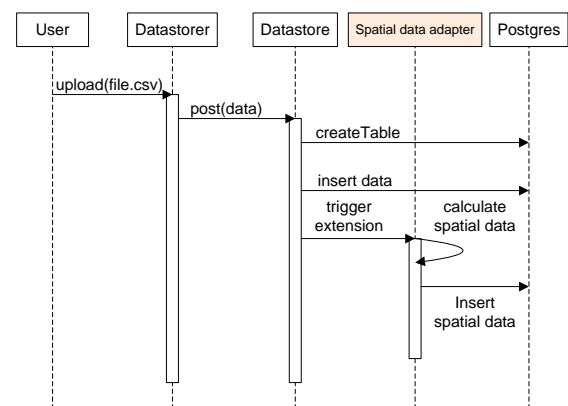 User
Datastorer
Datastore
Spatial data adapter
Postgres
upload(file.csv)
post(data)
createTable
insert data
trigger
extension
calculate
spatial data
Insert
spatial data